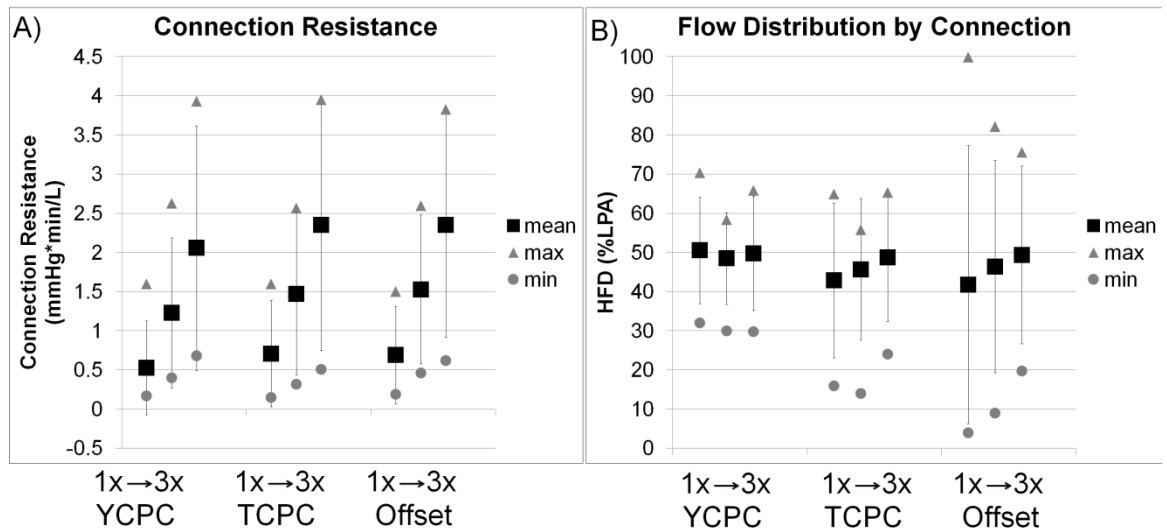 A)
Connection Resistance
4.5
4
3.5
3
2.5
2
1.5
1
0.5
0
-0.5
Connection Resistance
(mmHg*min/L)
mean
max
min
1x→3x 1x→3x 1x→3x
YCPC TCPC Offset
B)
Flow Distribution by Connection
100
90
80
70
60
50
40
30
20
10
0
HFD (%LPA)
mean
max
min
1x→3x 1x→3x 1x→3x
YCPC TCPC Offset